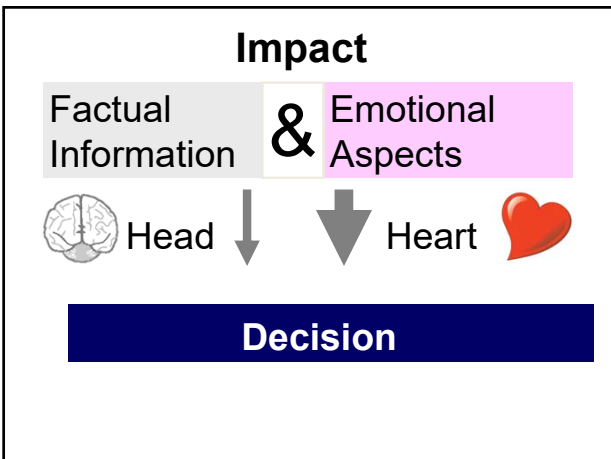 Impact
Factual
Information
&
Emotional
Aspects
Head
Heart
Decision